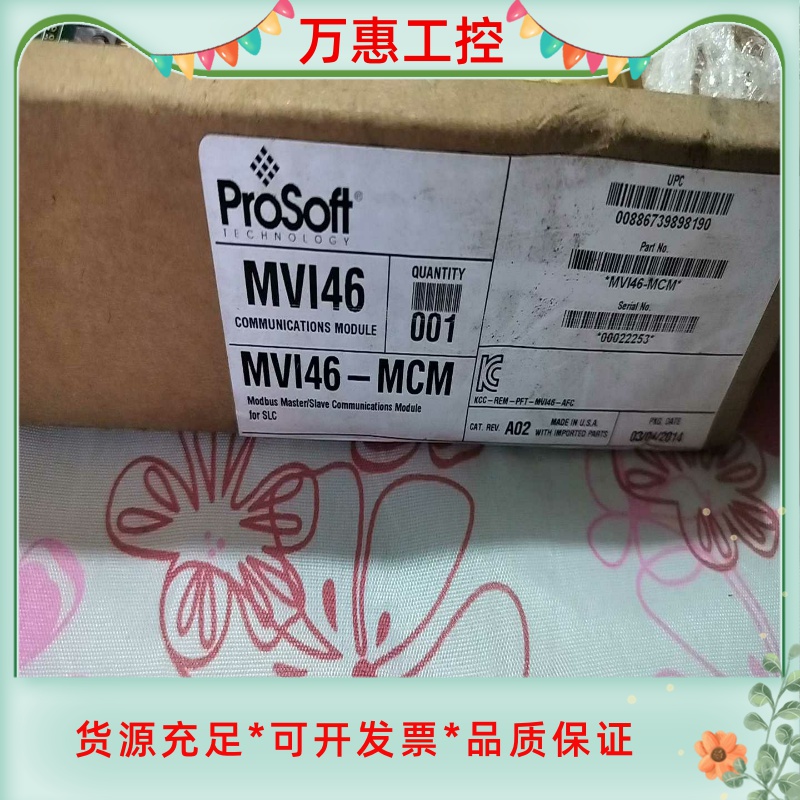 万惠工控
ProSoft®
TECHNOLOGY
MVI46
COMMUNICATIONS MODULE
QUANTITY
001
MVI46-MCM
Modbus Master/Slave Communications Module
for SLC
UPC
00886739898190
Part No.
*MVI46-MCM*
Serial No.
*00022253*
KCC-REM-PFT-MVI46-AFC
CAT. REV. A02
MADE IN U.S.A.
WITH IMPORTED PARTS
PKG. DATE
03/04/2014
货源充足*可开发票*品质保证